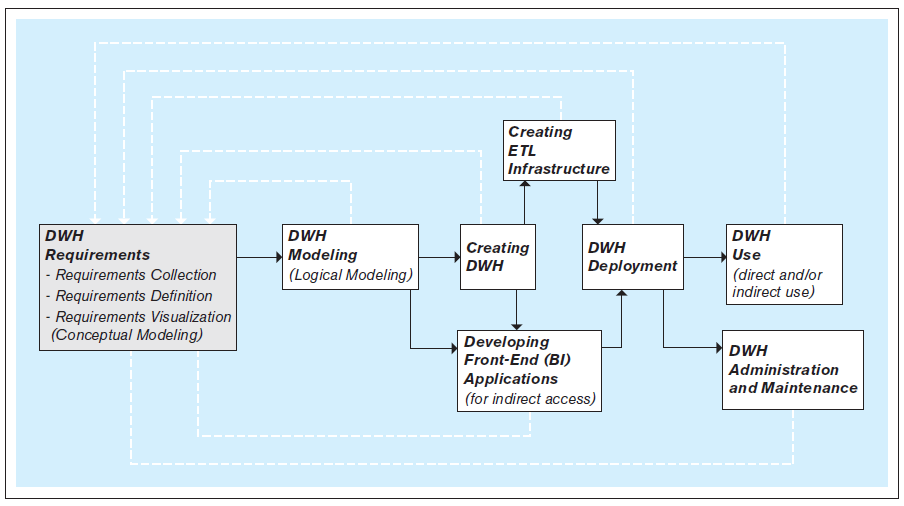 DWH
Requirements
- Requirements Collection
- Requirements Definition
- Requirements Visualization
(Conceptual Modeling)
DWH
Modeling
(Logical Modeling)
Creating
DWH
Creating
ETL
Infrastructure
Developing
Front-End (BI)
Applications
(for indirect access)
DWH
Deployment
DWH
Use
(direct and/or
indirect use)
DWH
Administration
and Maintenance